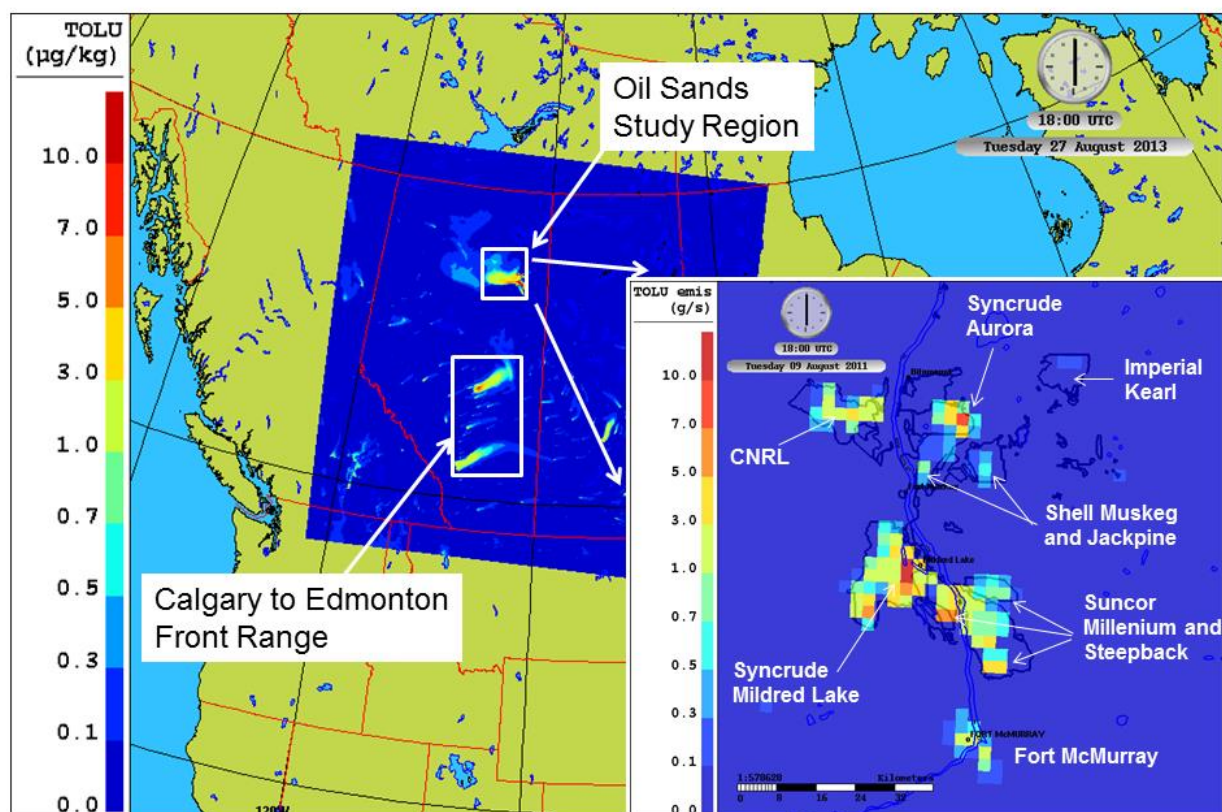 TOLU
(µg/kg)
10.0
7.0
5.0
3.0
1.0
0.7
0.5
0.3
0.1
0.0
Oil Sands
Study Region
18:00 UTC
Tuesday 27 August 2013
Calgary to Edmonton
Front Range
120W
TOLU emis
(g/s)
10.0
7.0
5.0
3.0
1.0
0.7
0.5
0.3
0.1
0.0
18:00 UTC
Tuesday 09 August 2011
Syncrude
Aurora
Imperial
Kearl
CNRL
Shell Muskeg
and Jackpine
Mildred Lake
Suncor
Millenium and
Steepback
Syncrude
Mildred Lake
FORT McMURRAY
Fort McMurray
1:578628 Kilometers
0 8 16 24 32